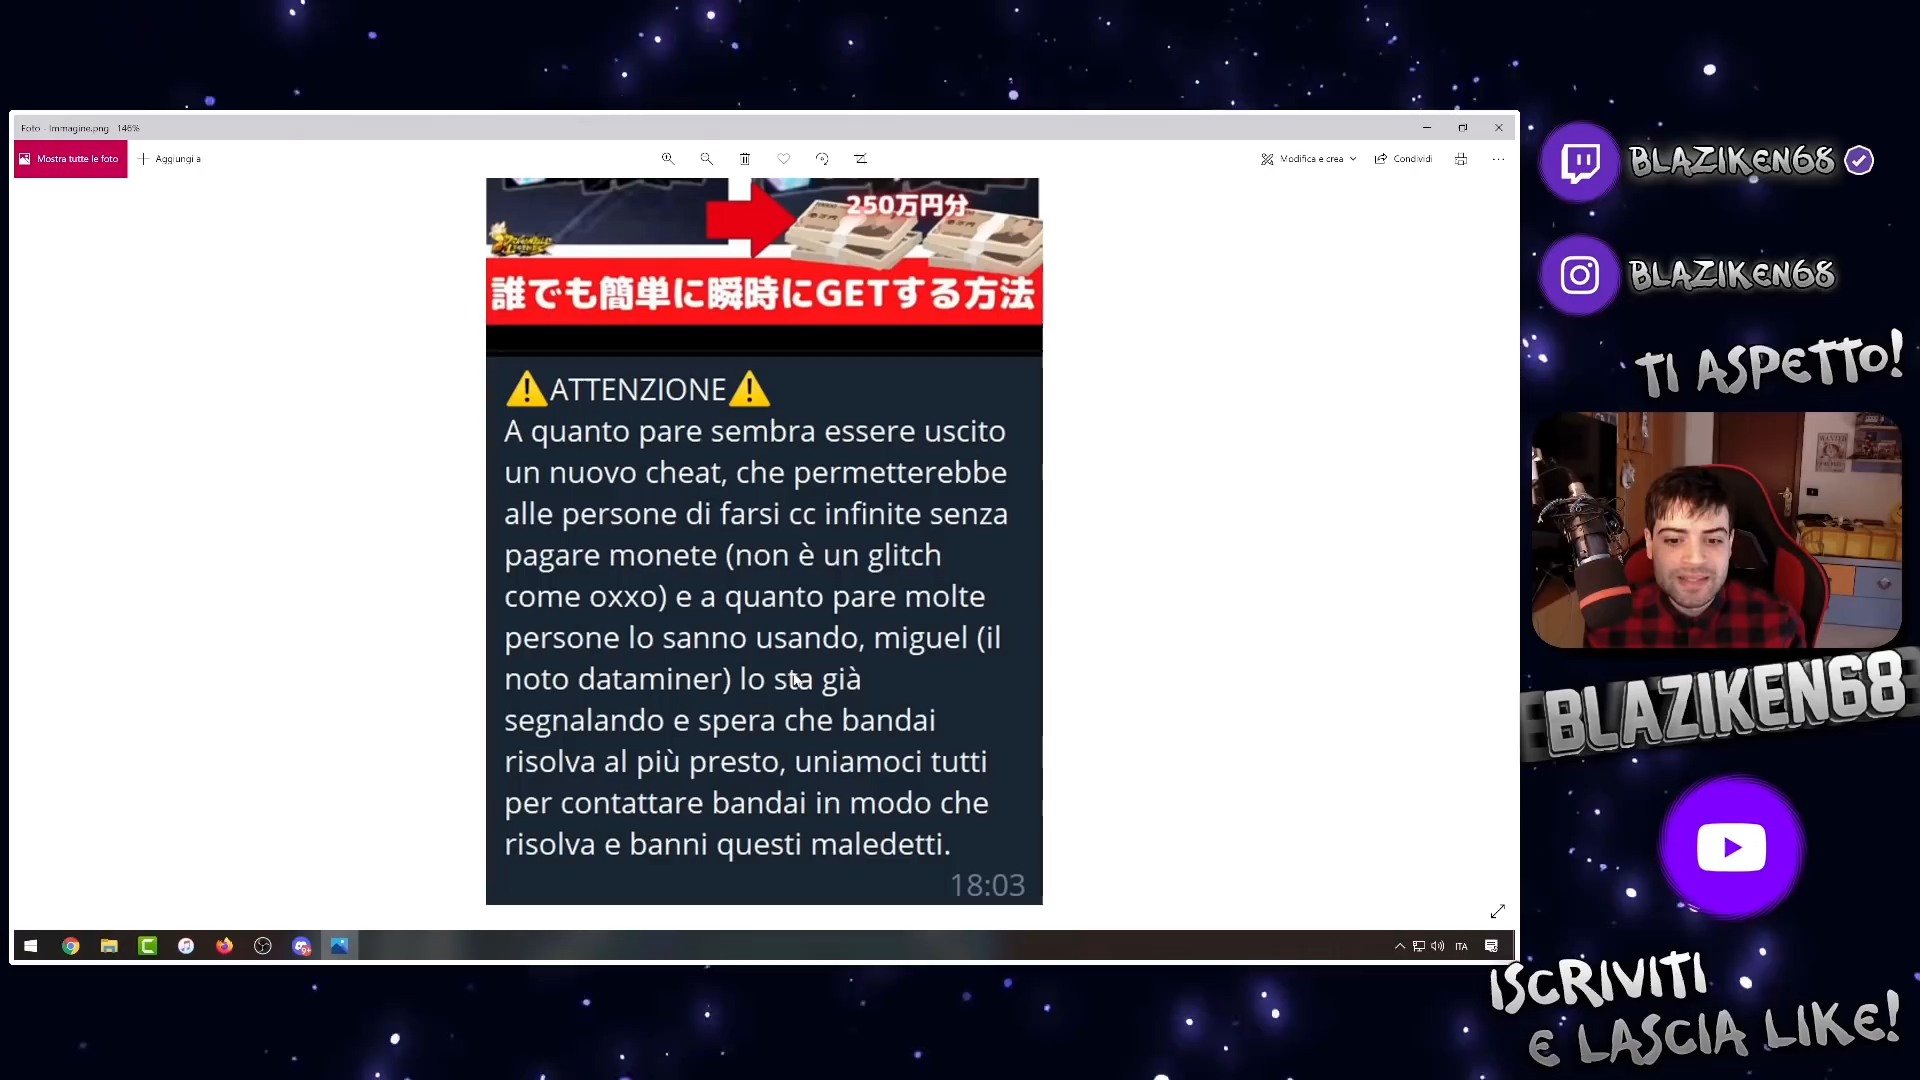 Foto - Immagine.png 146%
Mostra tutte le foto
Aggiungi a
Modifica e crea
Condividi
250万円分
誰でも簡単に瞬時にGETする方法
⚠ATTENZIONE⚠
A quanto pare sembra essere uscito
un nuovo cheat, che permetterebbe
alle persone di farsi cc infinite senza
pagare monete (non è un glitch
come oxxo) e a quanto pare molte
persone lo sanno usando, miguel (il
noto dataminer) lo sta già
segnalando e spera che bandai
risolva al più presto, uniamoci tutti
per contattare bandai in modo che
risolva e banni questi maledetti.
18:03
ITA
BLAZIKEN68
BLAZIKEN68
TI ASPETTO!
WANTED
BLAZIKEN68
ISCRIVITI
E LASCIA LIKE!